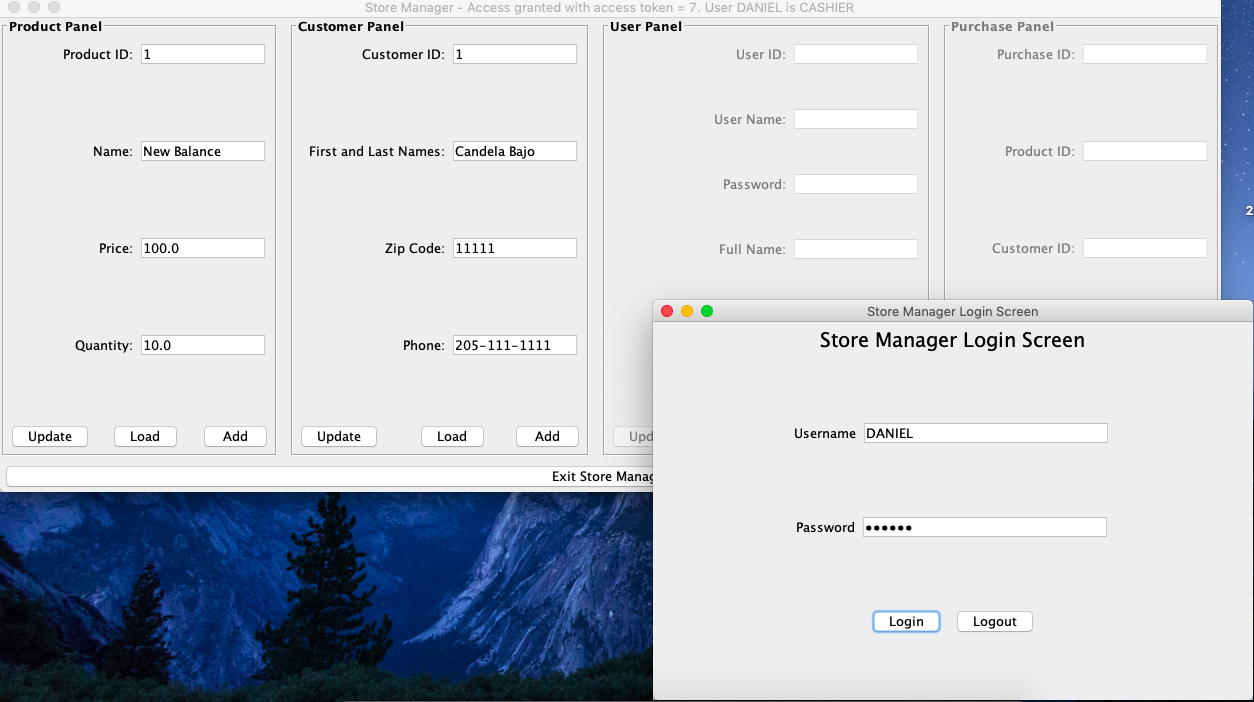 Store Manager - Access granted with access token = 7. User DANIEL is CASHIER
Product Panel
Product ID: 1
Name: New Balance
Price: 100.0
Quantity: 10.0
Update Load Add
Customer Panel
Customer ID: 1
First and Last Names: Candela Bajo
Zip Code: 11111
Phone: 205-111-1111
Update Load Add
User Panel
User ID:
User Name:
Password:
Full Name:
Upd
Purchase Panel
Purchase ID:
Product ID:
Customer ID:
Exit Store Manag
2
Store Manager Login Screen
Store Manager Login Screen
Username DANIEL
Password ••••••
Login Logout